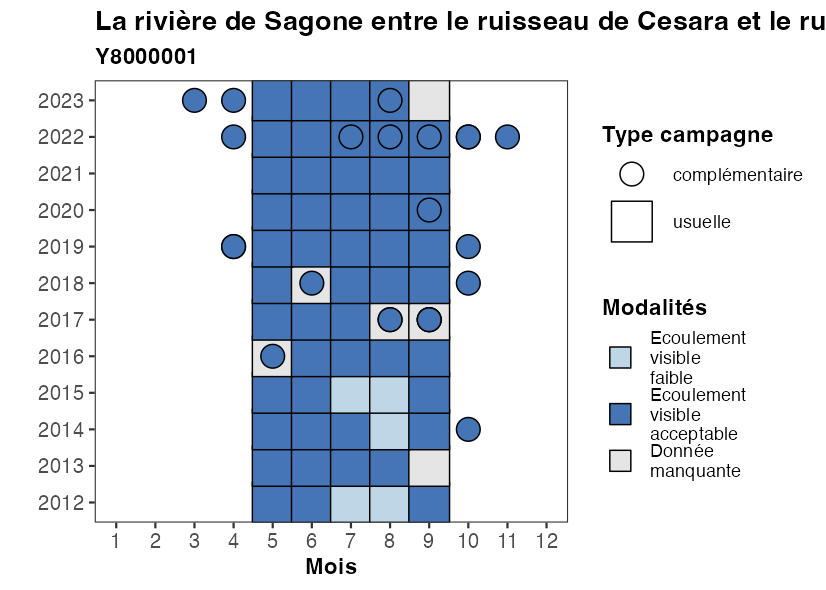 La rivière de Sagone entre le ruisseau de Cesara et le ru
Y8000001
2023
2022
2021
2020
2019
2018
2017
2016
2015
2014
2013
2012
1 2 3 4 5 6 7 8 9 10 11 12
Mois
Type campagne
complémentaire
usuelle
Modalités
Ecoulement
visible
faible
Ecoulement
visible
acceptable
Donnée
manquante